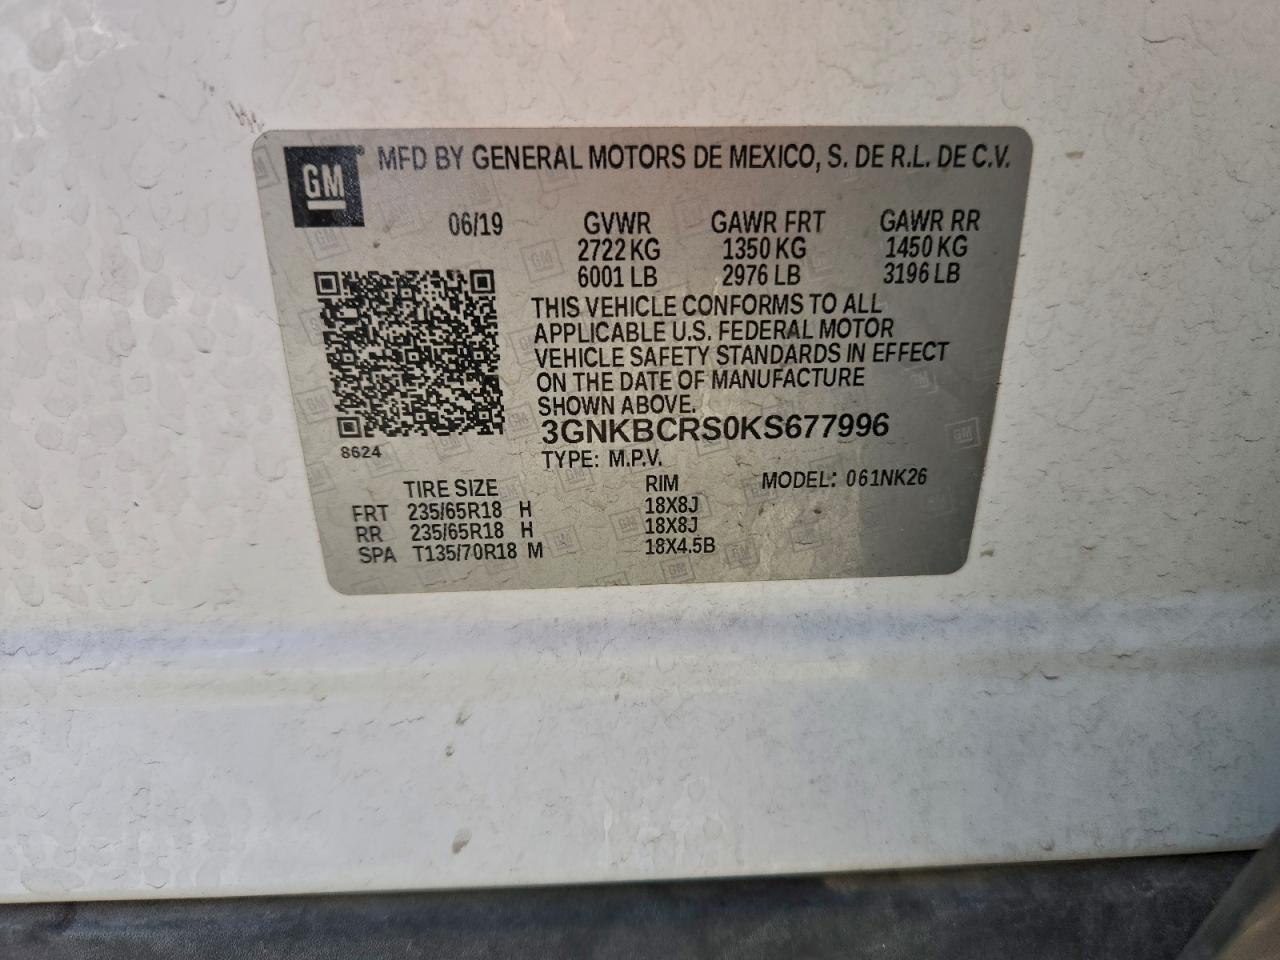 GM
MFD BY GENERAL MOTORS DE MEXICO, S. DE R.L. DE C.V.
06/19 GVWR GAWR FRT GAWR RR
2722 KG 1350 KG 1450 KG
6001 LB 2976 LB 3196 LB
THIS VEHICLE CONFORMS TO ALL
APPLICABLE U.S. FEDERAL MOTOR
VEHICLE SAFETY STANDARDS IN EFFECT
ON THE DATE OF MANUFACTURE
SHOWN ABOVE.
3GNKBCRS0KS677996
8624
TYPE: M.P.V.
TIRE SIZE RIM MODEL: 061NK26
FRT 235/65R18 H 18X8J
RR 235/65R18 H 18X8J
SPA T135/70R18 M 18X4.5B